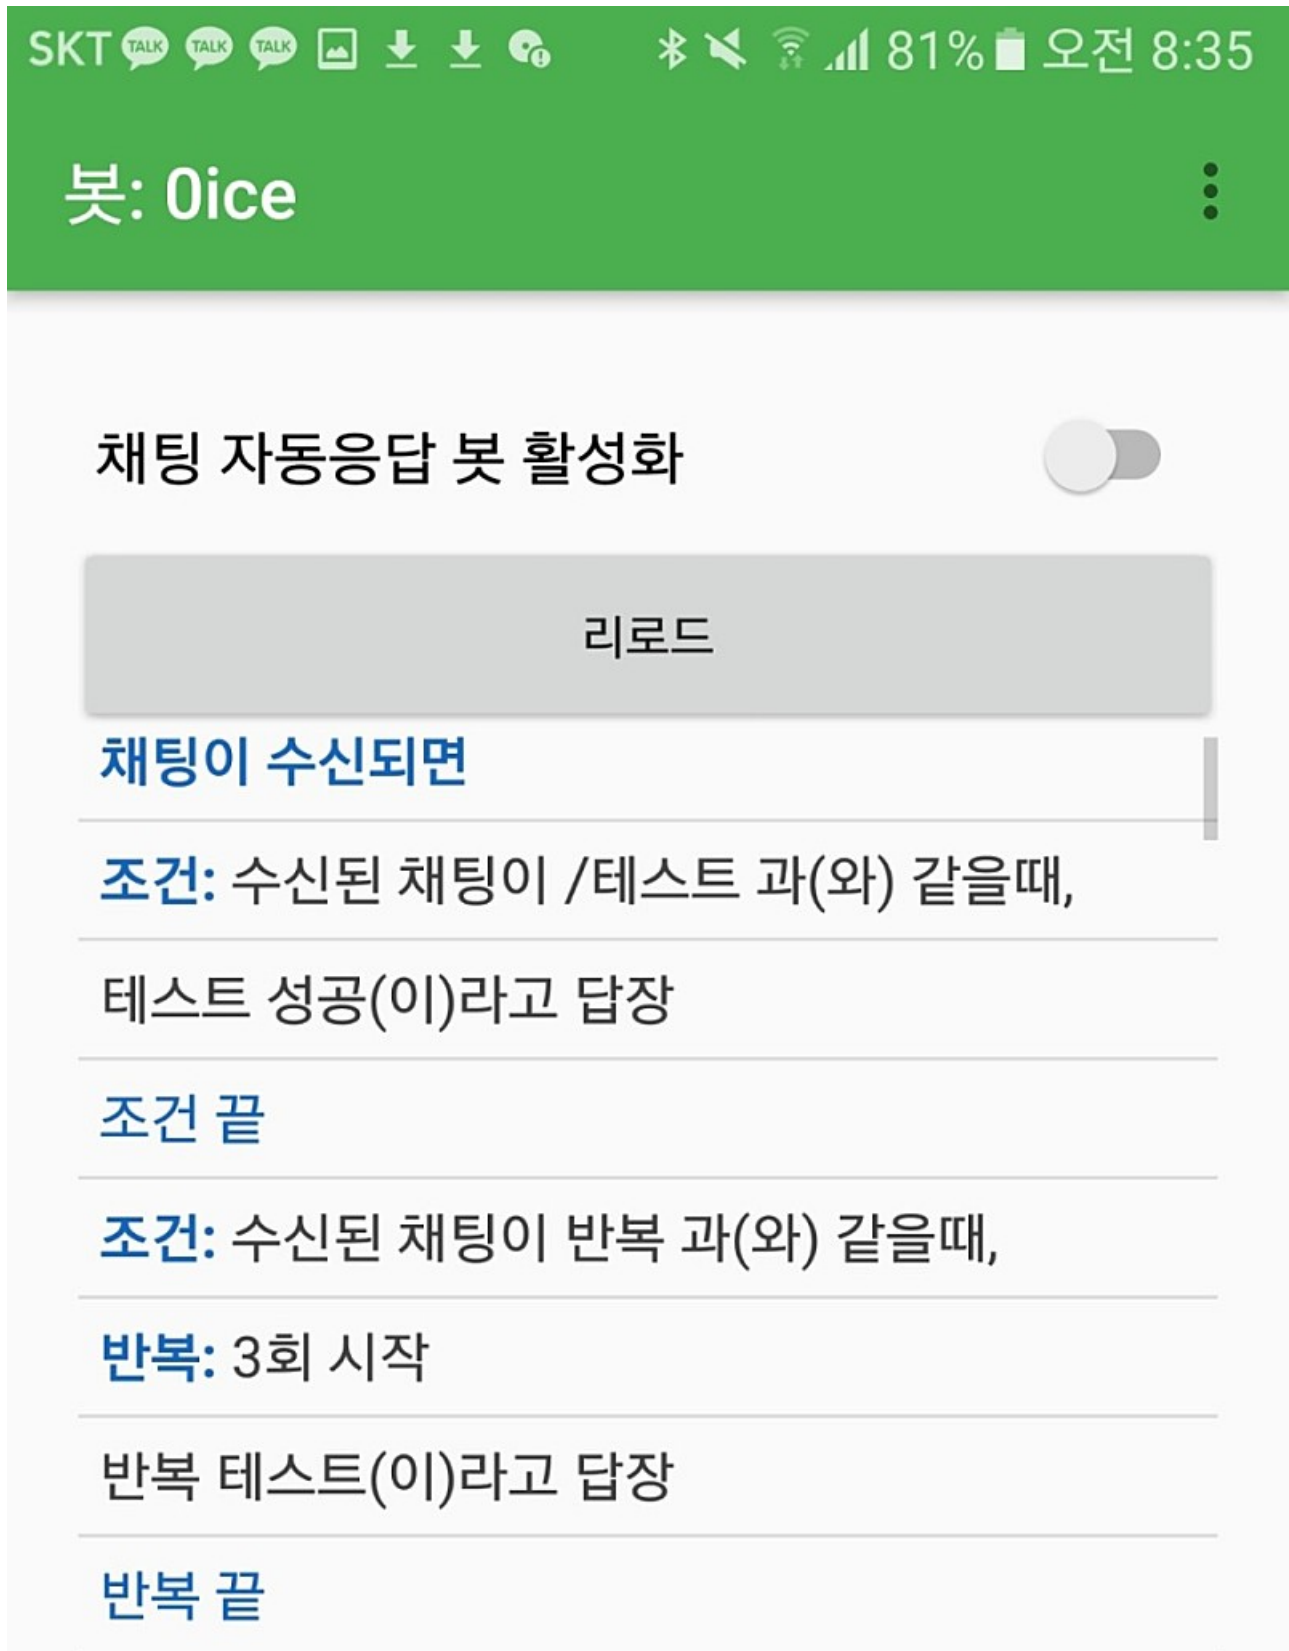 SKT TALK TALK TALK 81% 오전 8:35
봇: 0ice
채팅 자동응답 봇 활성화
리로드
채팅이 수신되면
조건: 수신된 채팅이 /테스트 과(와) 같을때,
테스트 성공(이)라고 답장
조건 끝
조건: 수신된 채팅이 반복 과(와) 같을때,
반복: 3회 시작
반복 테스트(이)라고 답장
반복 끝